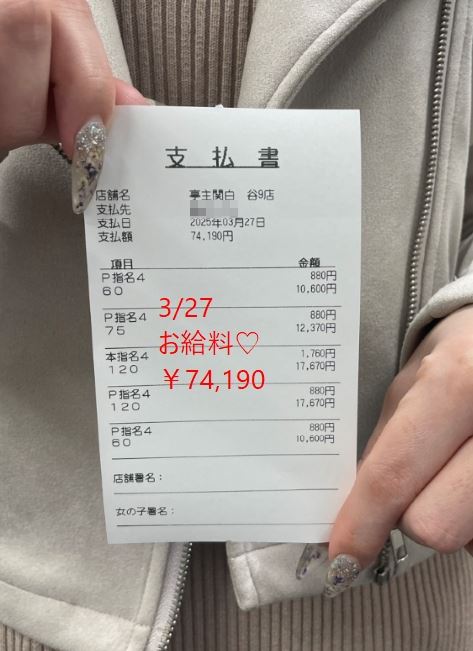 支払書
店舗名 亭主関白 谷9店
支払先
支払日 2025年03月27日
支払額 74,190円
項目 金額
P指名4 880円
60 10,600円
P指名4 880円
75 12,370円
本指名4 1,760円
120 17,670円
P指名4 880円
120 17,670円
P指名4 880円
60 10,600円
店舗署名：
女の子署名：
3/27
お給料♡
￥74,190